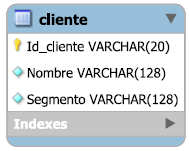 cliente
Id_cliente VARCHAR(20)
Nombre VARCHAR(128)
Segmento VARCHAR(128)
Indexes